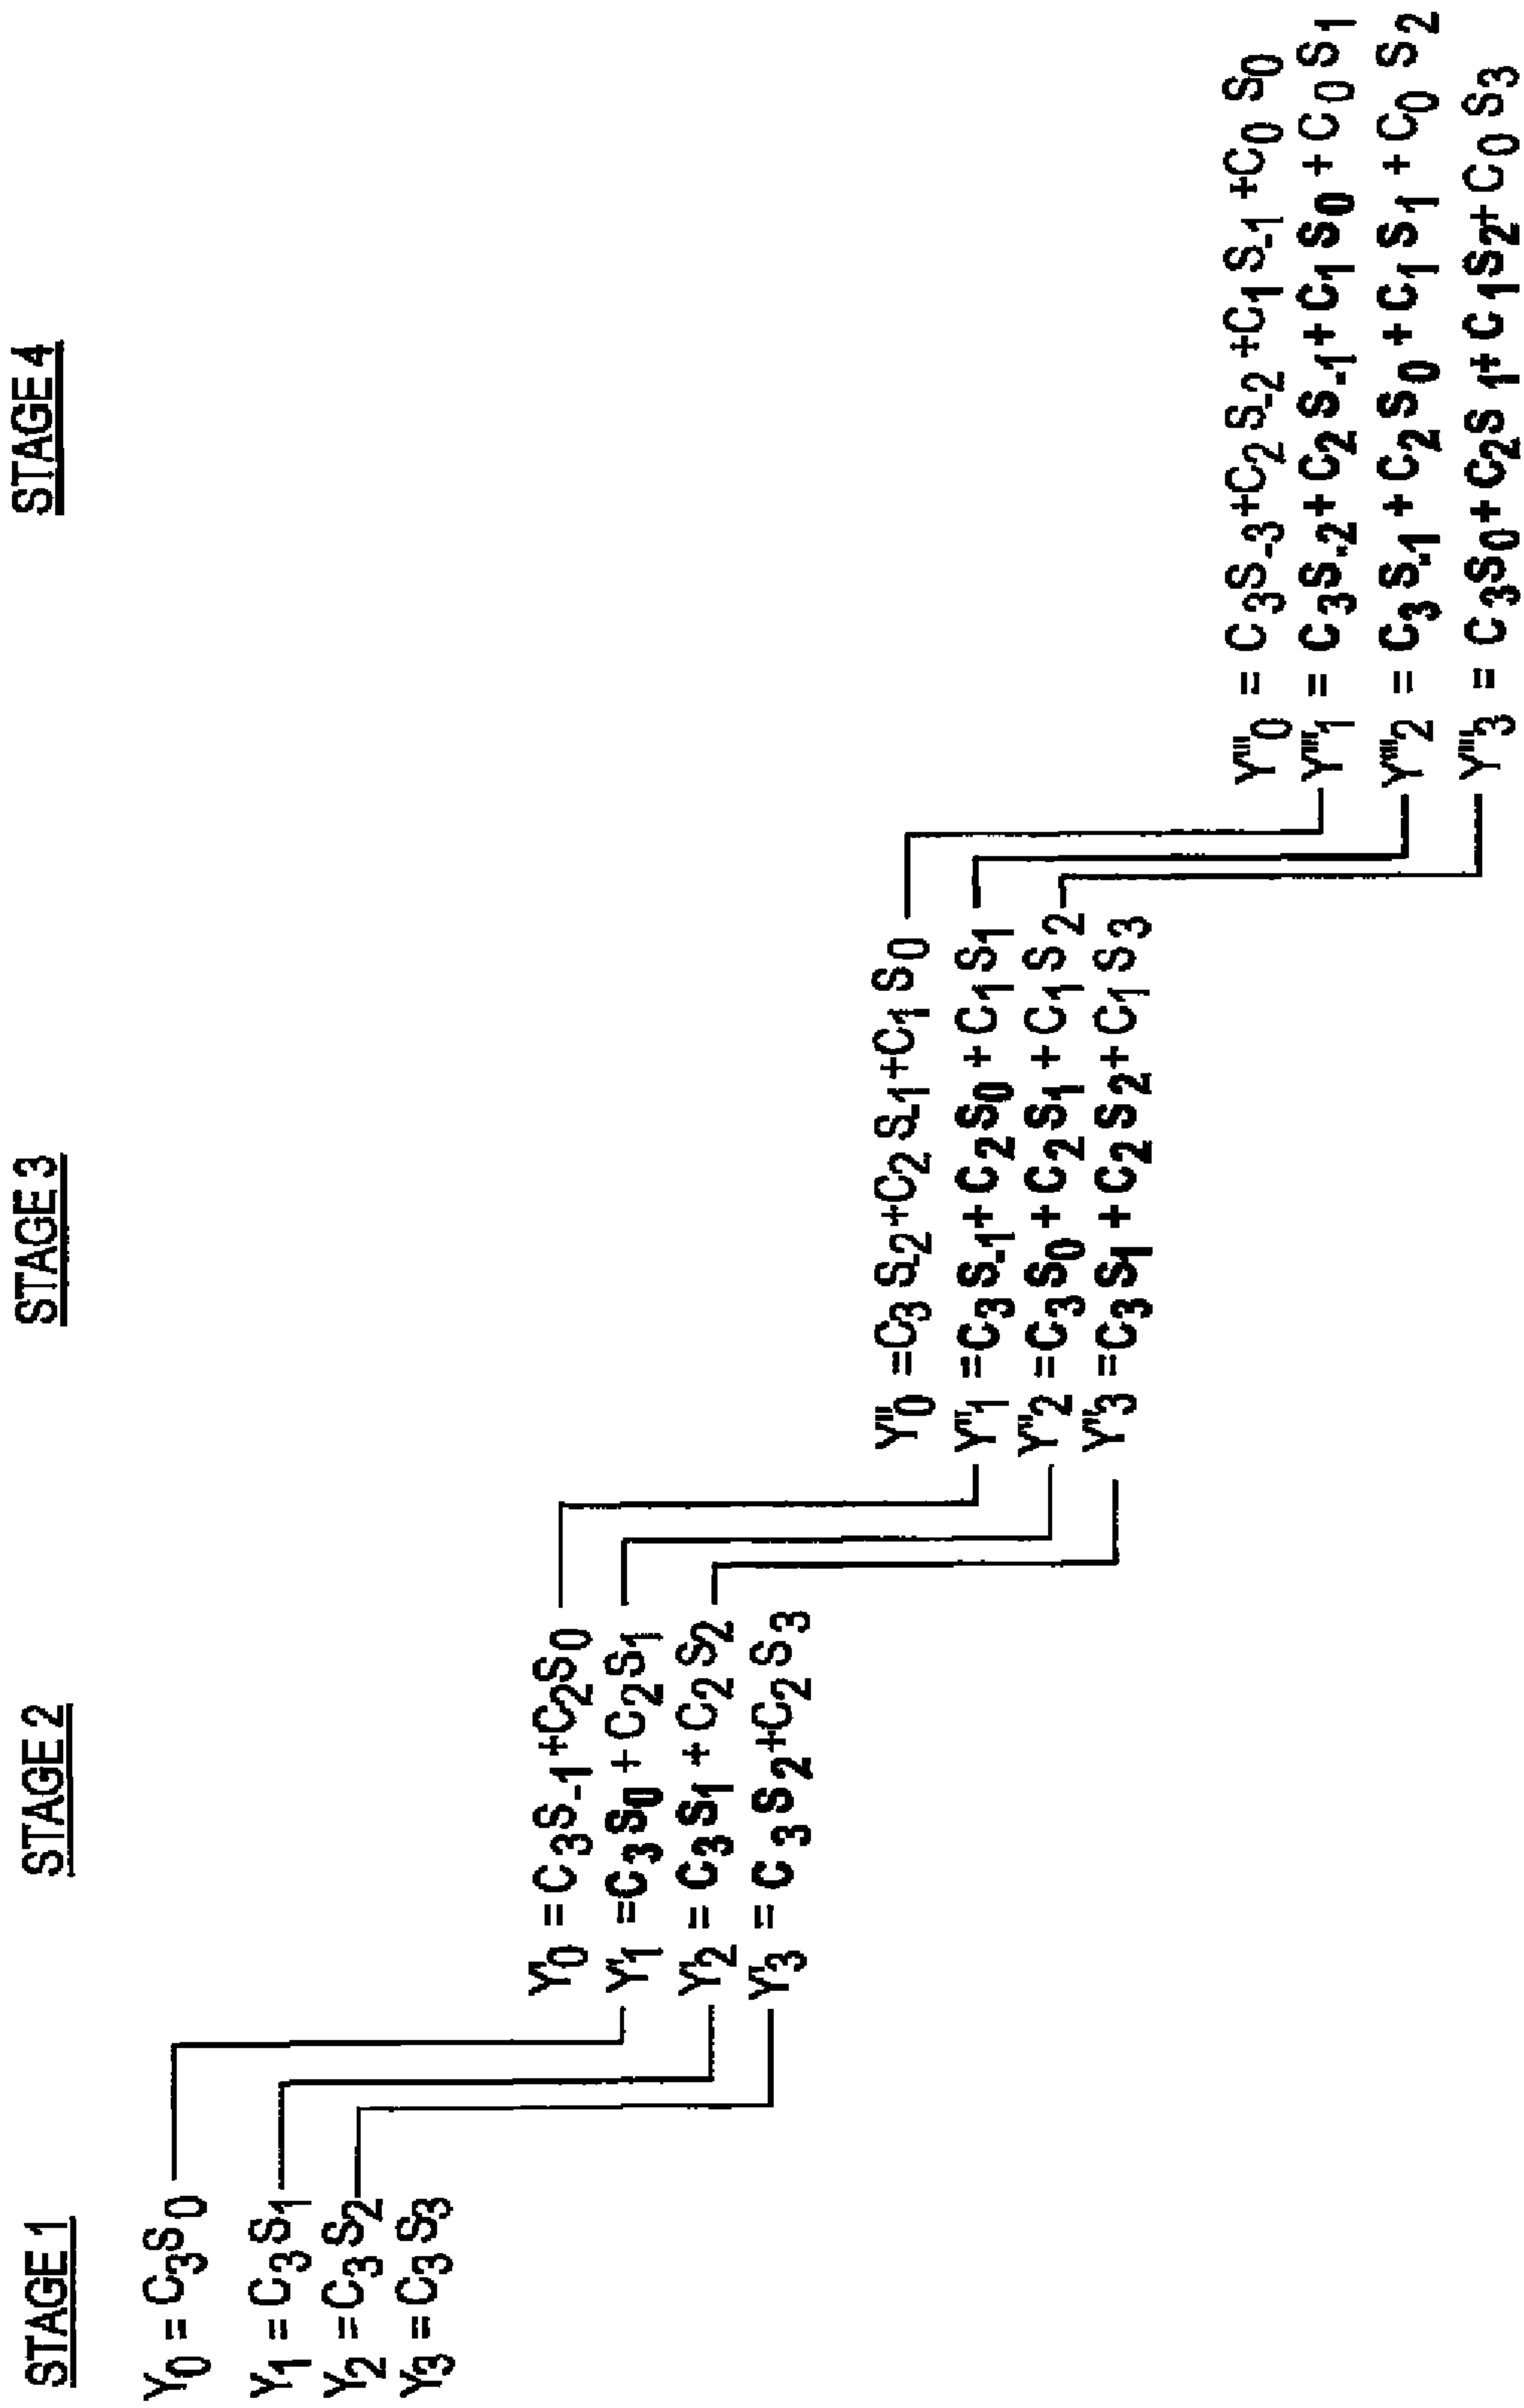 STAGE 1
Y₀ = C₃S₀
Y₁ = C₃S₁
Y₂ = C₃S₂
Y₃ = C₃S₃
STAGE 2
Y'₀ = C₃S₋₁+C₂S₀
Y'₁ = C₃S₀ + C₂S₁
Y'₂ = C₃S₁ + C₂S₂
Y'₃ = C₃S₂+C₂S₃
STAGE 3
Y"₀ = C₃S₋₂+C₂S₋₁+C₁S₀
Y"₁ = C₃S₋₁+ C₂S₀ + C₁S₁
Y"₂ = C₃S₀ + C₂S₁ + C₁S₂
Y"₃ = C₃S₁ + C₂S₂+ C₁S₃
STAGE 4
Y'"₀ = C₃S₋₃+C₂S₋₂+C₁S₋₁+C₀S₀
Y'"₁ = C₃S₋₂+ C₂S₋₁+ C₁S₀ + C₀S₁
Y'"₂ = C₃S₋₁ + C₂S₀ + C₁S₁ + C₀S₂
Y'"₃ = C₃S₀+ C₂S₁+ C₁S₂+ C₀S₃